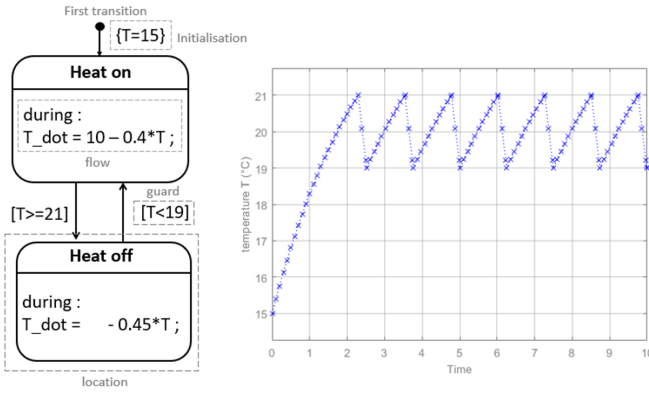 First transition
{T=15}
Initialisation
Heat on
during :
T_dot = 10 – 0.4*T ;
flow
guard
[T>=21]
[T<19]
Heat off
during :
T_dot = - 0.45*T ;
location
21
20
19
18
17
16
15
temperature T (°C)
0 1 2 3 4 5 6 7 8 9 10
Time